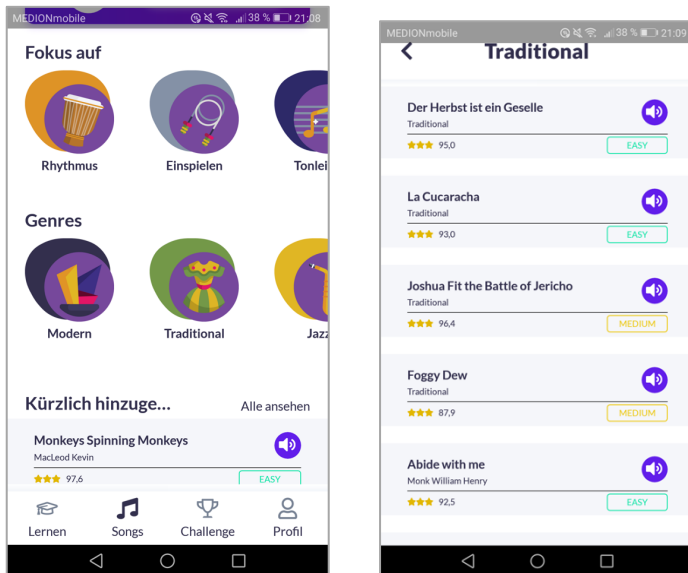 MEDIONmobile 38 % 21:08
Fokus auf
Rhythmus Einspielen Tonlei
Genres
Modern Traditional Jazz
Kürzlich hinzuge... Alle ansehen
Monkeys Spinning Monkeys
MacLeod Kevin
97,6 EASY
Lernen Songs Challenge Profil
MEDIONmobile 38 % 21:09
Traditional
Der Herbst ist ein Geselle
Traditional
95,0 EASY
La Cucaracha
Traditional
93,0 EASY
Joshua Fit the Battle of Jericho
Traditional
96,4 MEDIUM
Foggy Dew
Traditional
87,9 MEDIUM
Abide with me
Monk William Henry
92,5 EASY